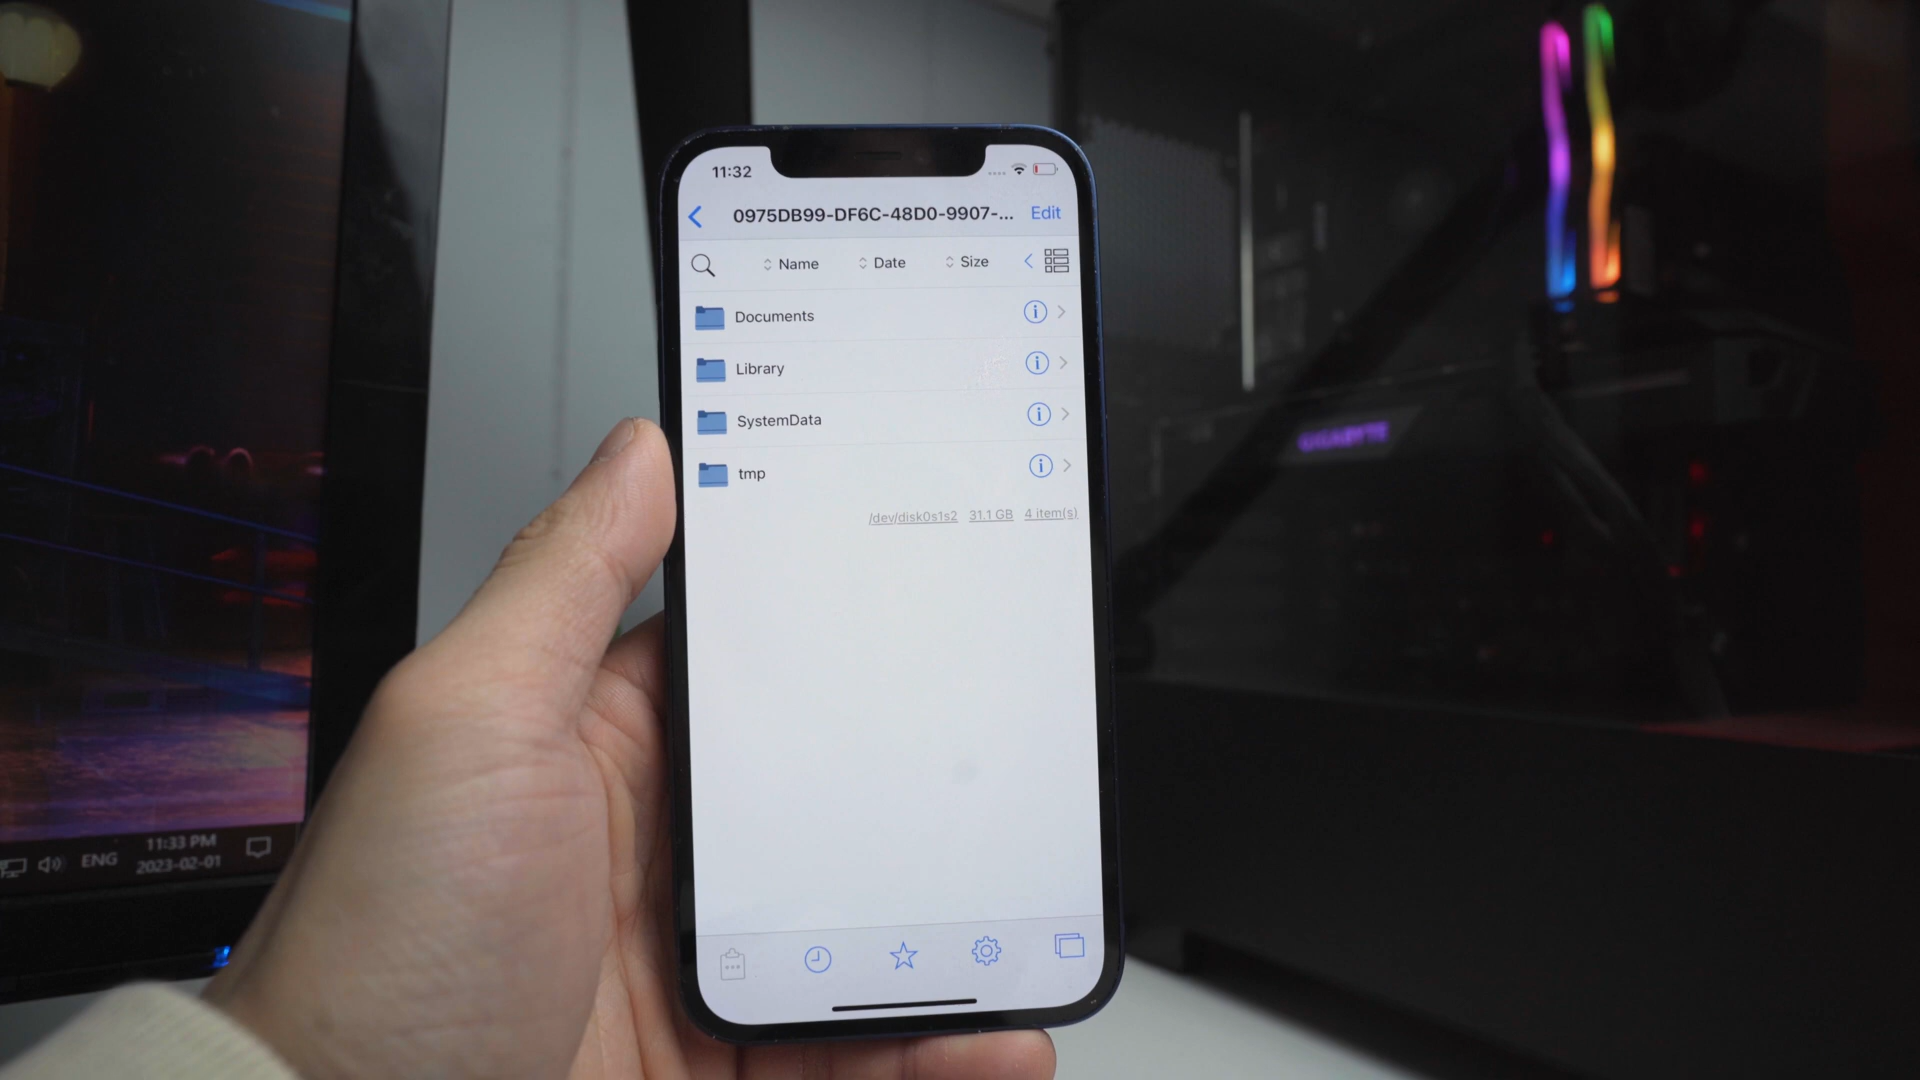 11:32
0975DB99-DF6C-48D0-9907-... Edit
Name Date Size
Documents
Library
SystemData
tmp
/dev/disk0s1s2 31.1 GB 4 item(s)
GIGABYTE
ENG 11:33 PM
2023-02-01